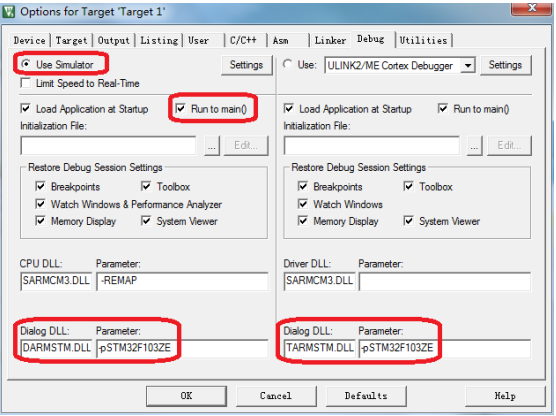 Options for Target 'Target 1'
Device Target Output Listing User C/C++ Asm Linker Debug Utilities
Use Simulator Settings Use: ULINK2/ME Cortex Debugger Settings
Limit Speed to Real-Time
Load Application at Startup Run to main() Load Application at Startup Run to main()
Initialization File: Initialization File:
... Edit... ... Edit...
Restore Debug Session Settings Restore Debug Session Settings
Breakpoints Toolbox Breakpoints Toolbox
Watch Windows & Performance Analyzer Watch Windows
Memory Display System Viewer Memory Display System Viewer
CPU DLL: Parameter: Driver DLL: Parameter:
SARMCM3.DLL -REMAP SARMCM3.DLL
Dialog DLL: Parameter: Dialog DLL: Parameter:
DARMSTM.DLL -pSTM32F103ZE TARMSTM.DLL -pSTM32F103ZE
OK Cancel Defaults Help